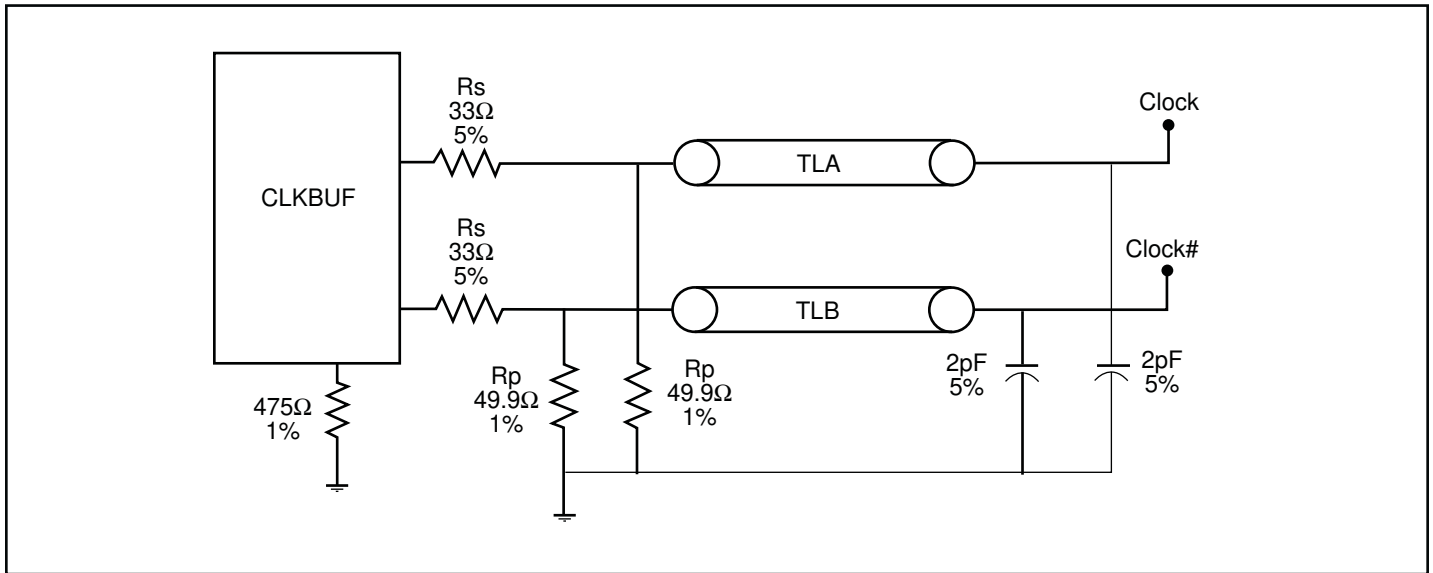 Rs
33Ω
5%
Clock
TLA
CLKBUF
Rs
33Ω
5%
Clock#
TLB
475Ω
1%
Rp
49.9Ω
1%
Rp
49.9Ω
1%
2pF
5%
2pF
5%